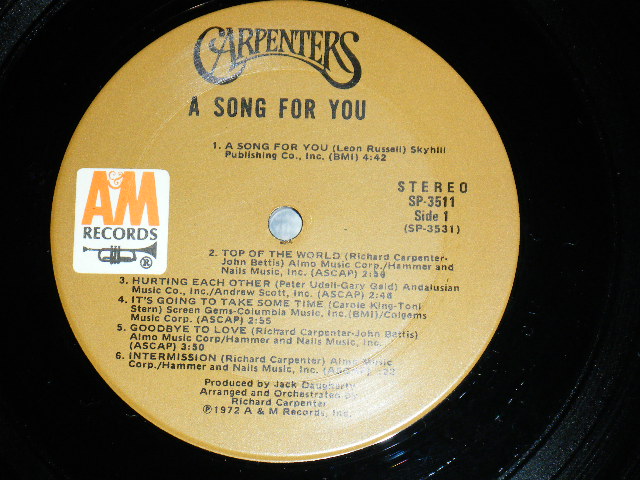 CARPENTERS
A SONG FOR YOU
1. A SONG FOR YOU (Leon Russell) Skyhill
Publishing Co., Inc. (BMI) 4:42
A&M
RECORDS
®
STEREO
SP-3511
Side 1
(SP-3531)
2. TOP OF THE WORLD (Richard Carpenter-
John Bettis) Almo Music Corp./Hammer and
Nails Music, Inc. (ASCAP) 2:56
3. HURTING EACH OTHER (Peter Udall-Gary Geld) Andalusian
Music Co., Inc./Andrew Scott, Inc. (ASCAP) 2:46
4. IT'S GOING TO TAKE SOME TIME (Carole King-Toni
Stern) Screen Gems-Columbia Music, Inc.(BMI)/Colgems
Music Corp. (ASCAP) 2:55
5. GOODBYE TO LOVE (Richard Carpenter-John Bettis)
Almo Music Corp/Hammer and Nails Music, Inc.
(ASCAP) 3:50
6. INTERMISSION (Richard Carpenter) Almo Music
Corp./Hammer and Nails Music, Inc. (ASCAP) :22
Produced by Jack Daugherty
Arranged and Orchestrated by
Richard Carpenter
℗1972 A & M Records, Inc.